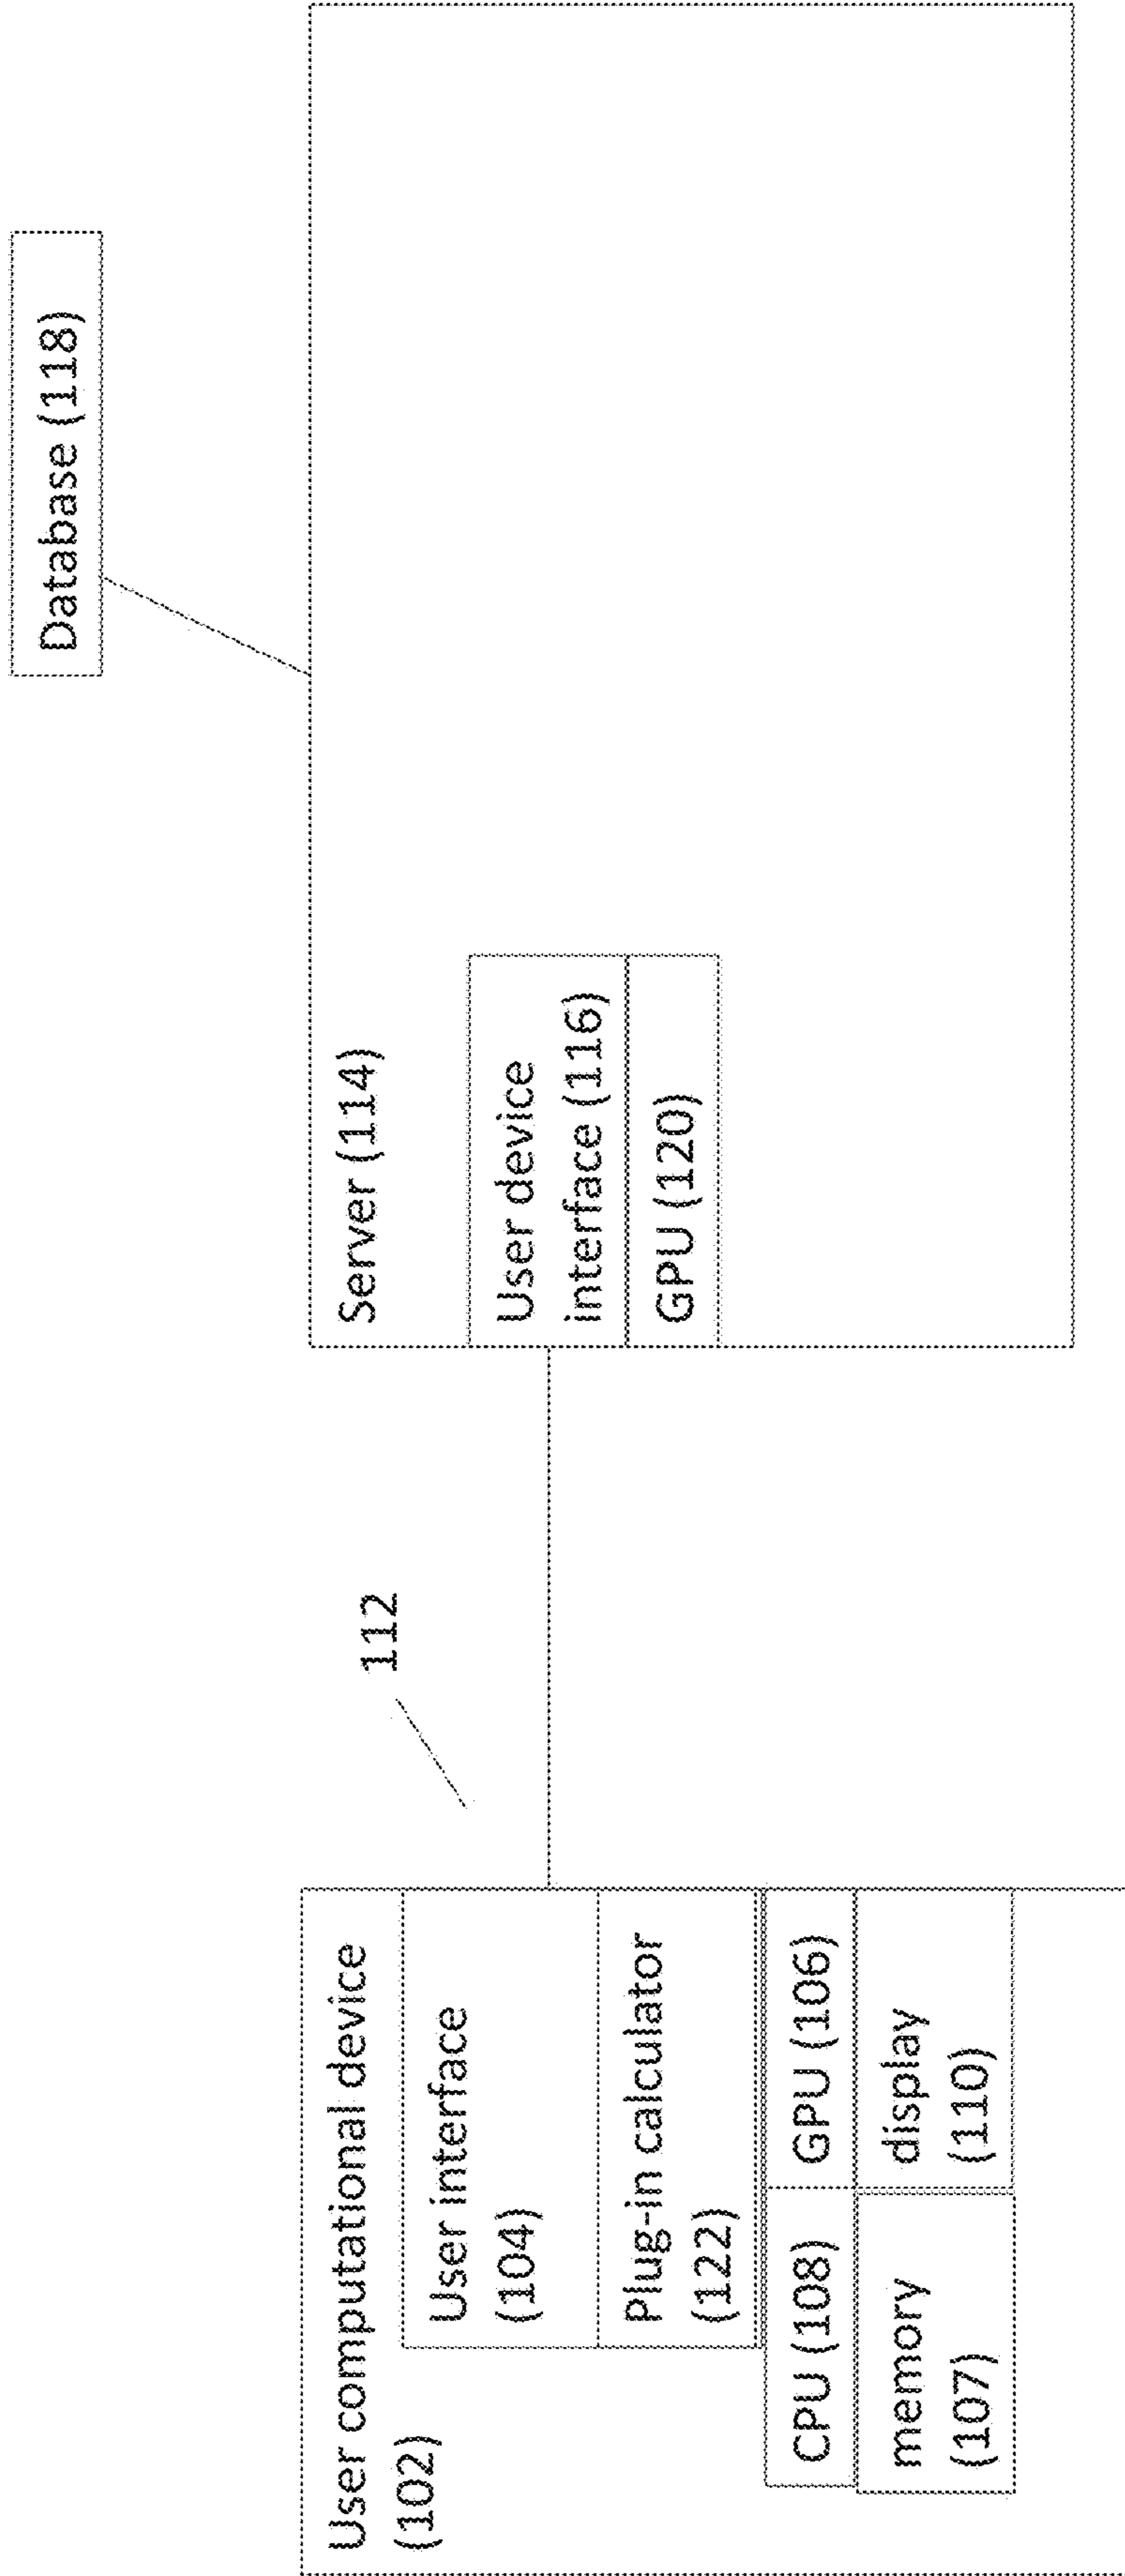 Database (118)
User computational device
(102)
User interface
(104)
Plug-in calculator
(122)
CPU (108)
GPU (106)
memory
(107)
display
(110)
112
Server (114)
User device
interface (116)
GPU (120)